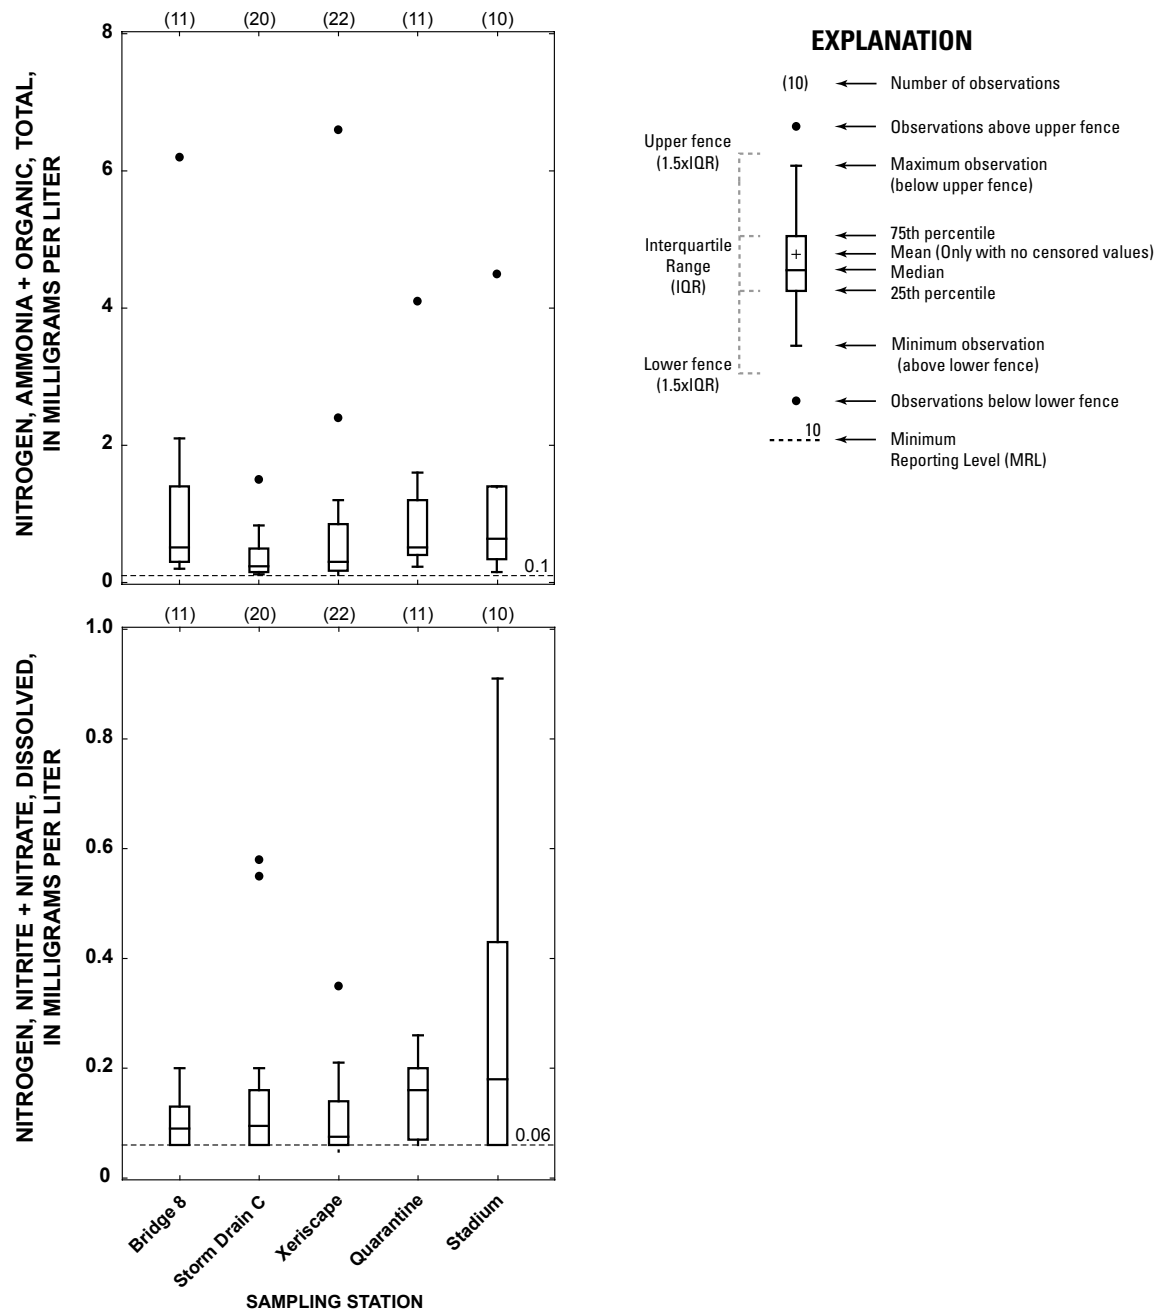 (11) (20) (22) (11) (10)
8
6
4
2
0
0.1
NITROGEN, AMMONIA + ORGANIC, TOTAL,
IN MILLIGRAMS PER LITER
(11) (20) (22) (11) (10)
1.0
0.8
0.6
0.4
0.2
0
0.06
NITROGEN, NITRITE + NITRATE, DISSOLVED,
IN MILLIGRAMS PER LITER
Bridge 8
Storm Drain C
Xeriscape
Quarantine
Stadium
SAMPLING STATION
EXPLANATION
(10) Number of observations
Observations above upper fence
Upper fence
(1.5xIQR)
Maximum observation
(below upper fence)
75th percentile
Mean (Only with no censored values)
Median
25th percentile
Interquartile
Range
(IQR)
Minimum observation
(above lower fence)
Lower fence
(1.5xIQR)
Observations below lower fence
10
Minimum
Reporting Level (MRL)